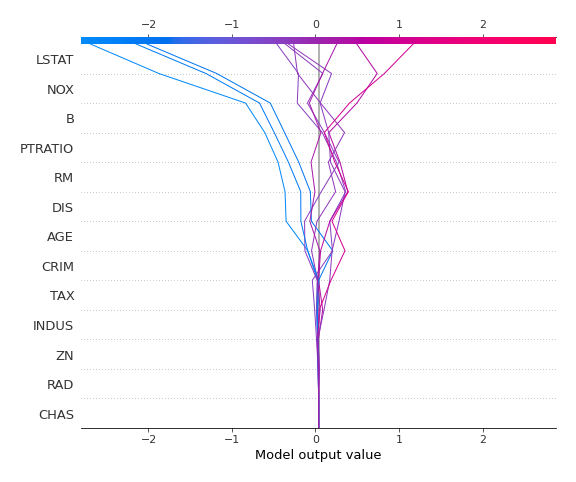 −2 −1 0 1 2
LSTAT
NOX
B
PTRATIO
RM
DIS
AGE
CRIM
TAX
INDUS
ZN
RAD
CHAS
−2 −1 0 1 2
Model output value